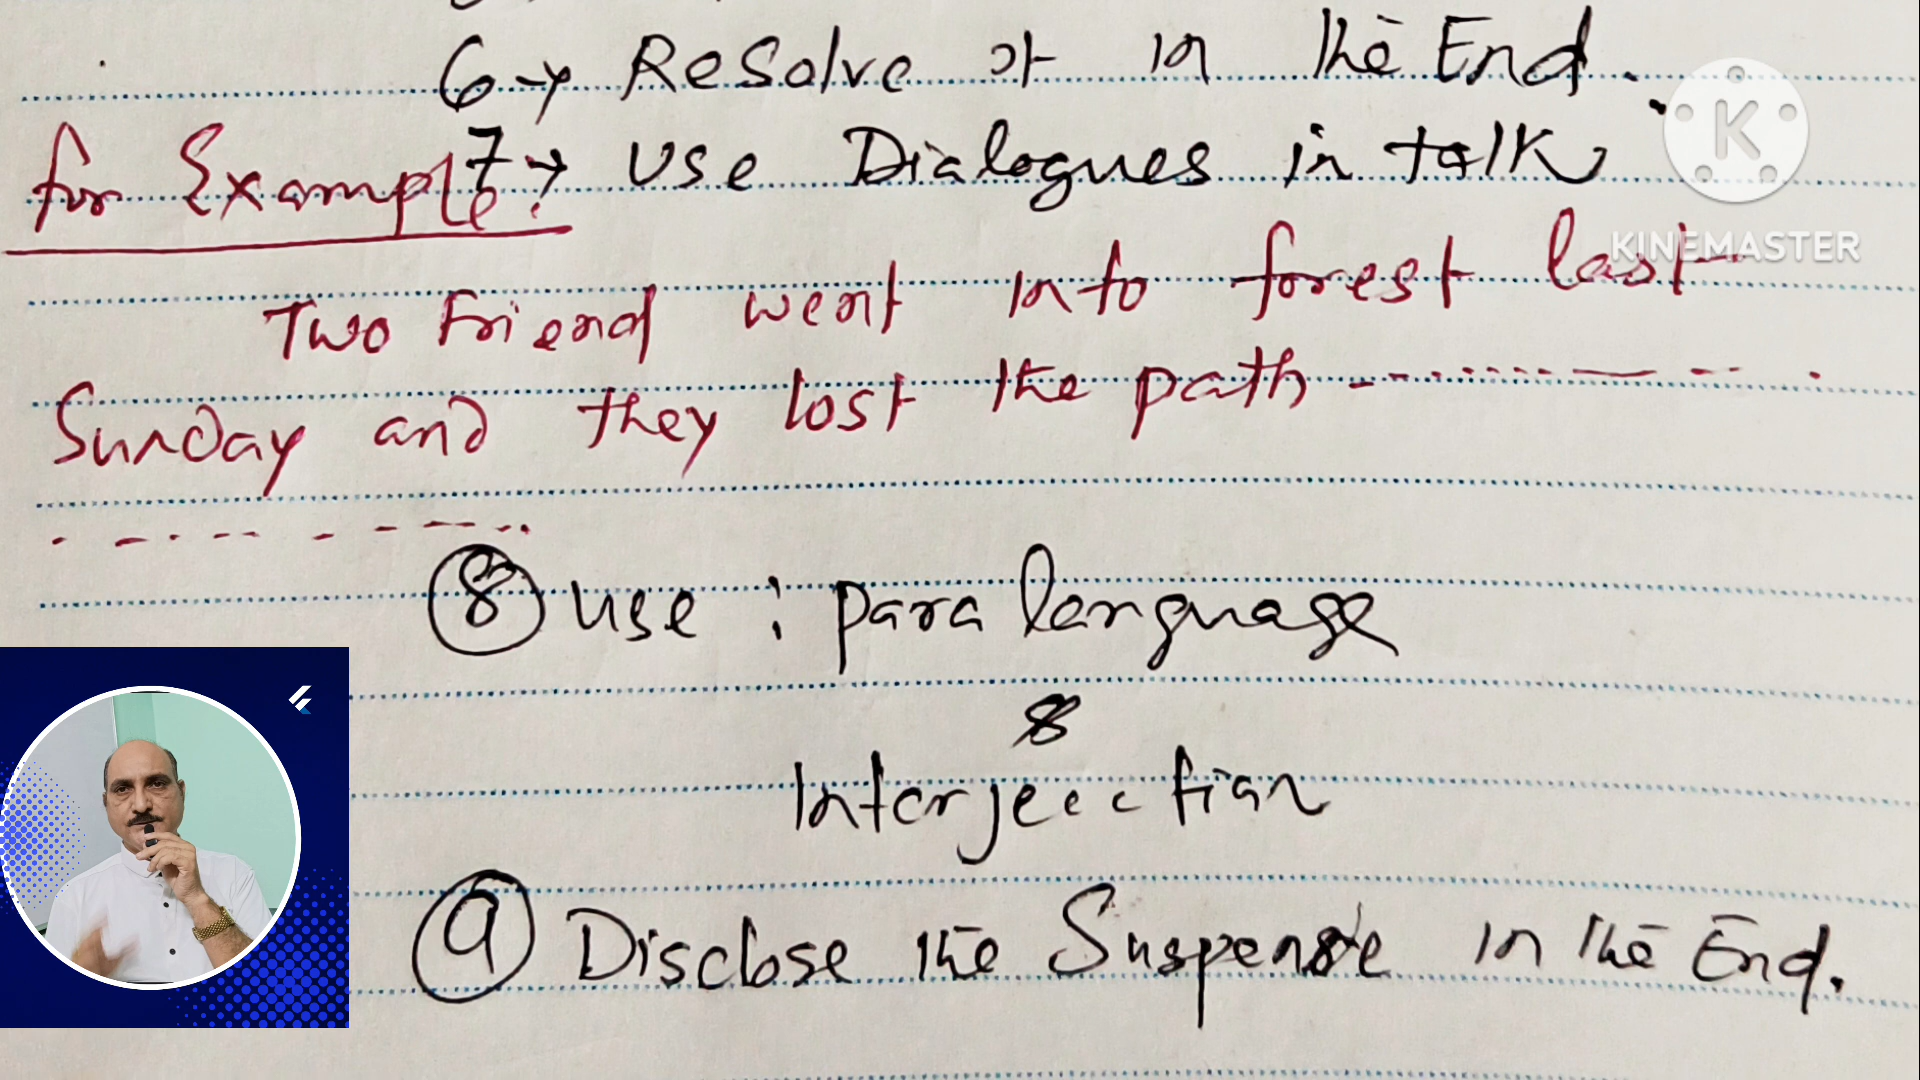 6→ Resolve it in the End.
7→ Use Dialogues in talk
for Example:
KINEMASTER
Two Friend went into forest last
Sunday and they lost the path
8 use : para language
&
Interjecction
9 Disclose the Suspense in the End.